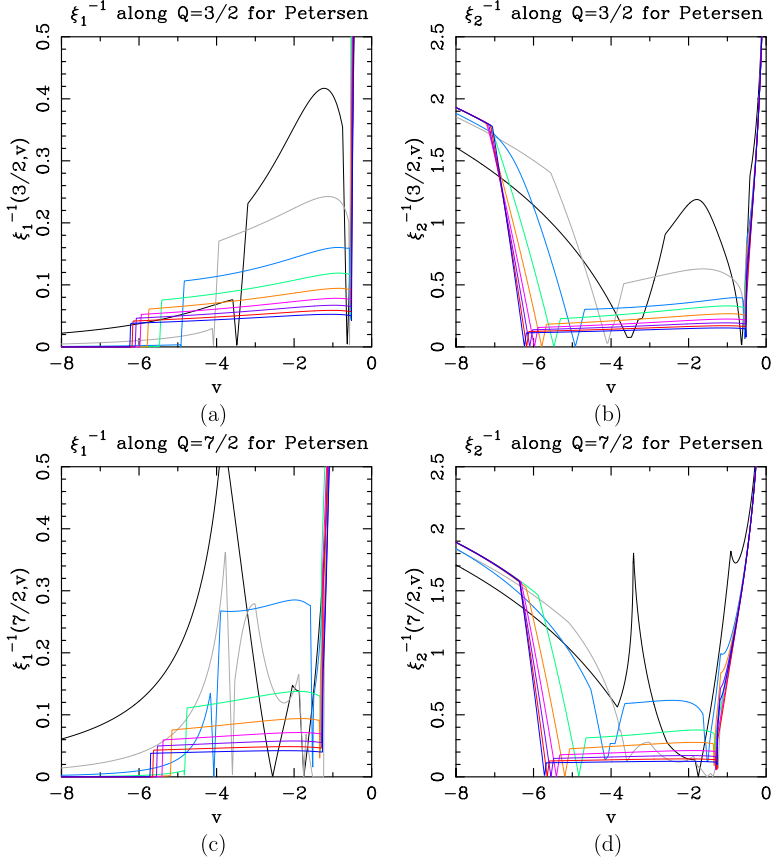 ξ₁⁻¹ along Q=3/2 for Petersen
ξ₁⁻¹(3/2,v)
0 0.1 0.2 0.3 0.4 0.5
−8 −6 −4 −2 0
v
(a)
ξ₂⁻¹ along Q=3/2 for Petersen
ξ₂⁻¹(3/2,v)
0 0.5 1 1.5 2 2.5
−8 −6 −4 −2 0
v
(b)
ξ₁⁻¹ along Q=7/2 for Petersen
ξ₁⁻¹(7/2,v)
0 0.1 0.2 0.3 0.4 0.5
−8 −6 −4 −2 0
v
(c)
ξ₂⁻¹ along Q=7/2 for Petersen
ξ₂⁻¹(7/2,v)
0 0.5 1 1.5 2 2.5
−8 −6 −4 −2 0
v
(d)